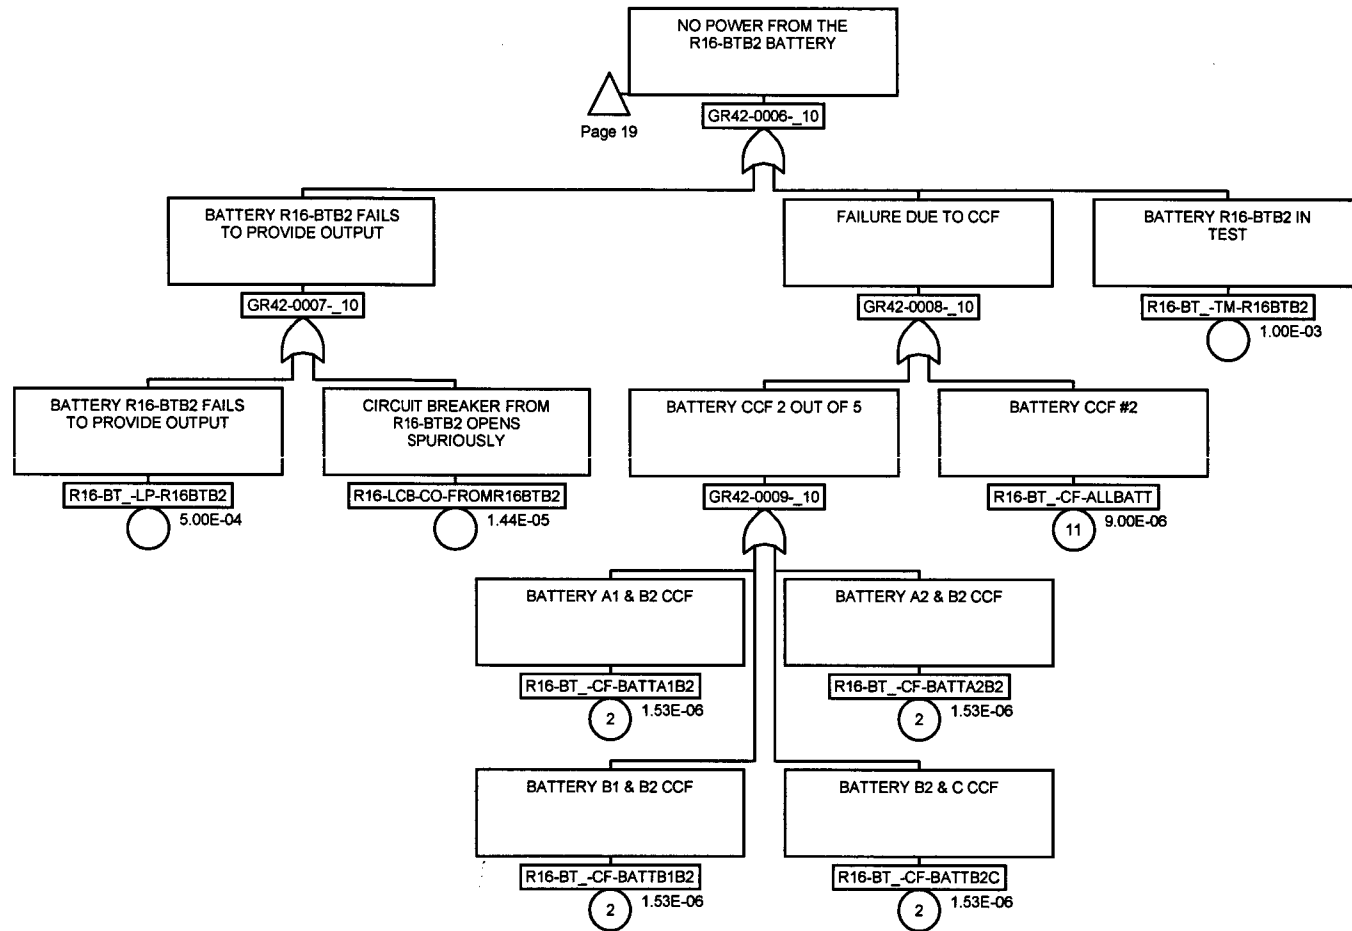 NO POWER FROM THE
R16-BTB2 BATTERY
Page 19
GR42-0006-_10
BATTERY R16-BTB2 FAILS
TO PROVIDE OUTPUT
FAILURE DUE TO CCF
BATTERY R16-BTB2 IN
TEST
GR42-0007-_10
GR42-0008-_10
R16-BT_-TM-R16BTB2
1.00E-03
BATTERY R16-BTB2 FAILS
TO PROVIDE OUTPUT
CIRCUIT BREAKER FROM
R16-BTB2 OPENS
SPURIOUSLY
BATTERY CCF 2 OUT OF 5
BATTERY CCF #2
R16-BT_-LP-R16BTB2
5.00E-04
R16-LCB-CO-FROMR16BTB2
1.44E-05
GR42-0009-_10
R16-BT_-CF-ALLBATT
11
9.00E-06
BATTERY A1 & B2 CCF
BATTERY A2 & B2 CCF
R16-BT_-CF-BATTA1B2
2
1.53E-06
R16-BT_-CF-BATTA2B2
2
1.53E-06
BATTERY B1 & B2 CCF
BATTERY B2 & C CCF
R16-BT_-CF-BATTB1B2
2
1.53E-06
R16-BT_-CF-BATTB2C
2
1.53E-06